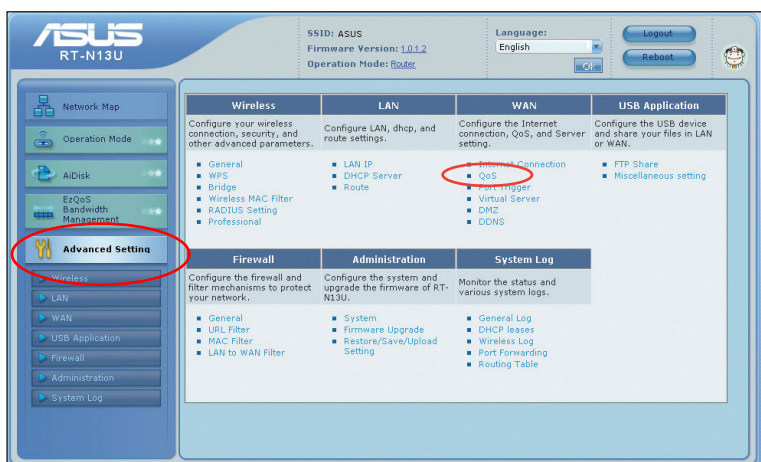 ASUS
RT-N13U
SSID: ASUS
Firmware Version: 1.0.1.2
Operation Mode: Router
Language:
English
Ok
Logout
Reboot
Network Map
Operation Mode
AiDisk
EzQoS
Bandwidth
Management
Advanced Setting
Wireless
LAN
WAN
USB Application
Firewall
Administration
System Log
Wireless
Configure your wireless
connection, security, and
other advanced parameters.
General
WPS
Bridge
Wireless MAC Filter
RADIUS Setting
Professional
LAN
Configure LAN, dhcp, and
route settings.
LAN IP
DHCP Server
Route
WAN
Configure the Internet
connection, QoS, and Server
setting.
Internet Connection
QoS
Port Trigger
Virtual Server
DMZ
DDNS
USB Application
Configure the USB device
and share your files in LAN
or WAN.
FTP Share
Miscellaneous setting
Firewall
Configure the firewall and
filter mechanisms to protect
your network.
General
URL Filter
MAC Filter
LAN to WAN Filter
Administration
Configure the system and
upgrade the firmware of RT-
N13U.
System
Firmware Upgrade
Restore/Save/Upload
Setting
System Log
Monitor the status and
various system logs.
General Log
DHCP leases
Wireless Log
Port Forwarding
Routing Table